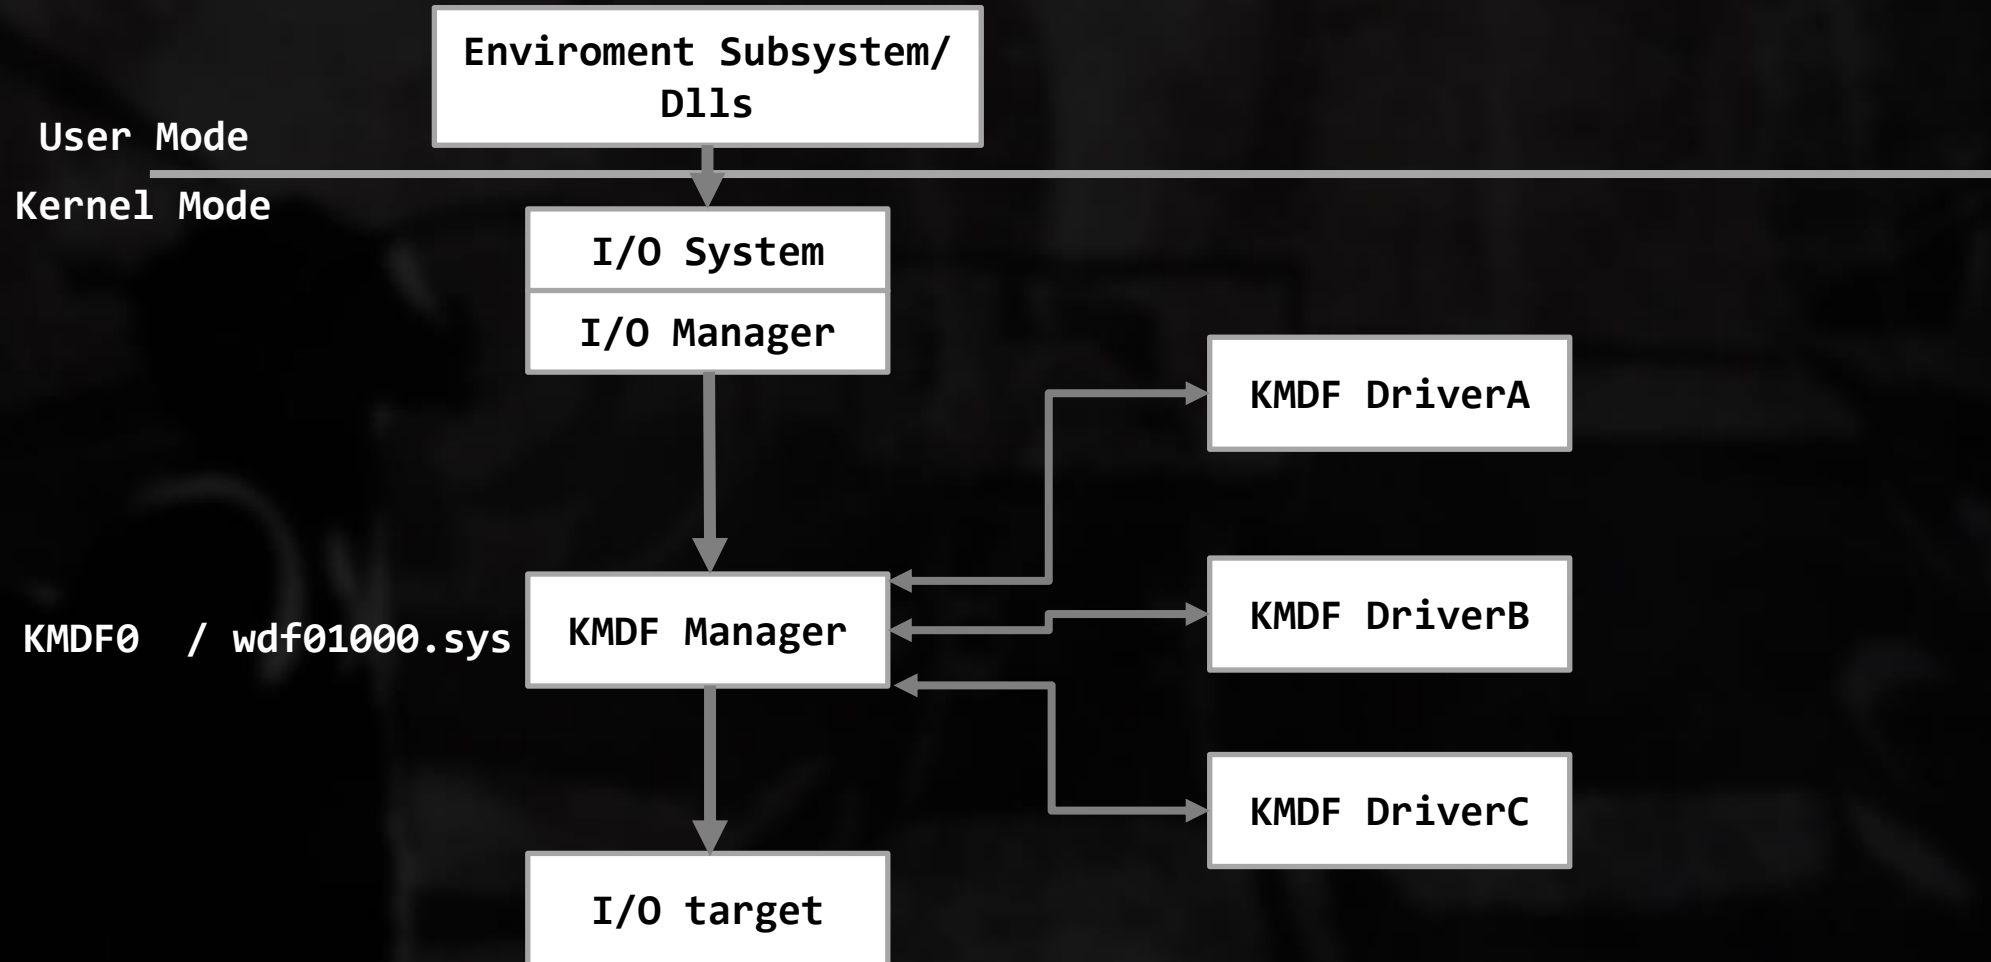 Enviroment Subsystem/
Dlls
User Mode
Kernel Mode
I/O System
I/O Manager
KMDF DriverA
KMDF DriverB
KMDF0 / wdf01000.sys
KMDF Manager
KMDF DriverC
I/O target